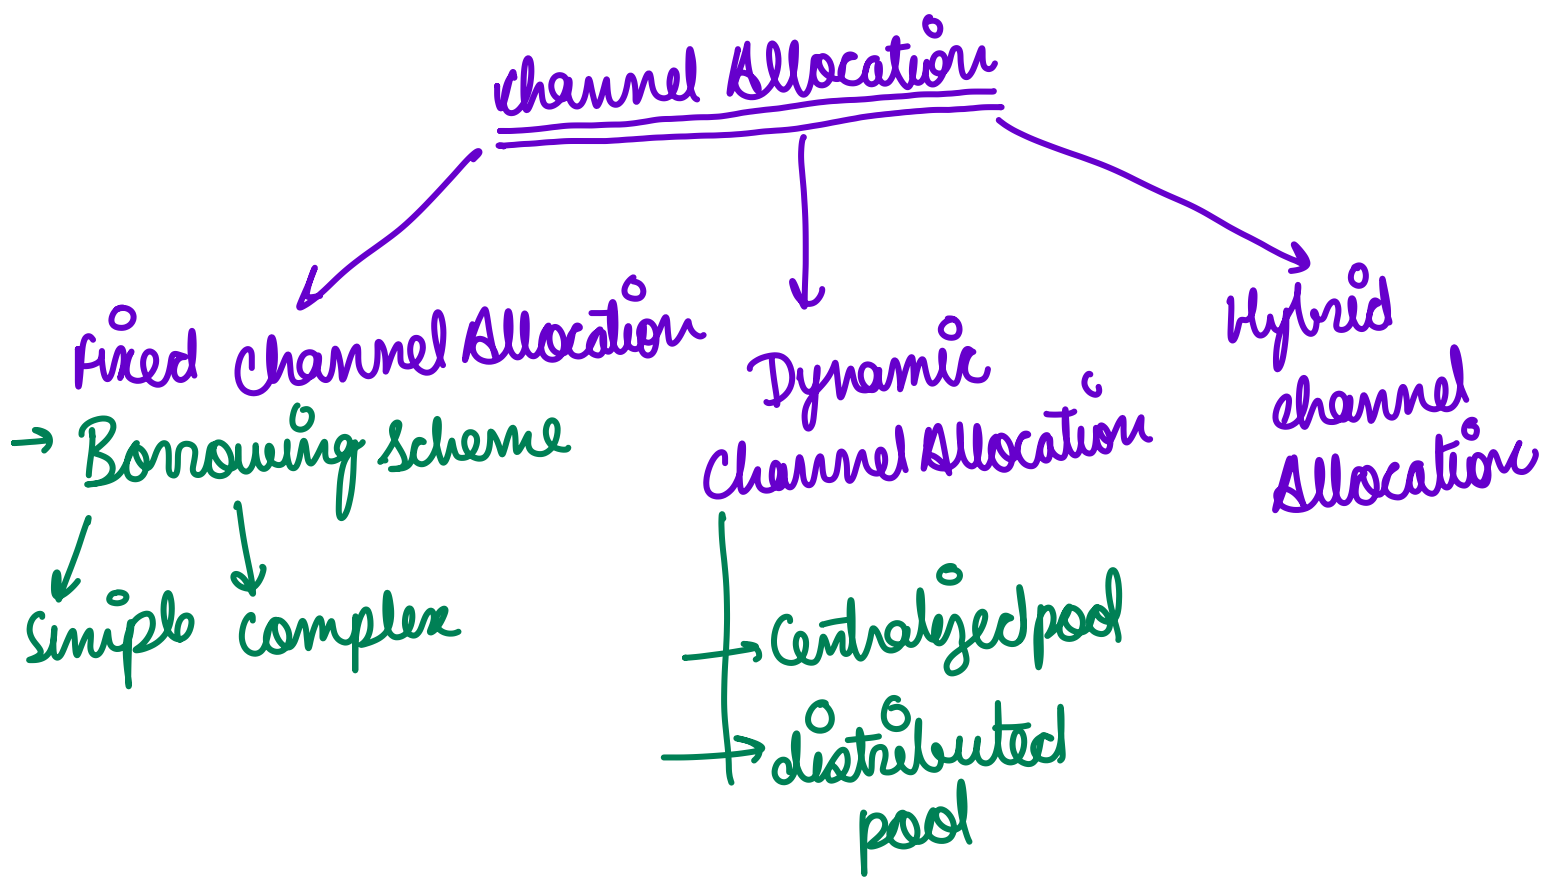 Channel Allocation
Fixed Channel Allocation
→ Borrowing scheme
simple complex
Dynamic
Channel Allocation
→ Centralized pool
→ distributed
pool
Hybrid
channel
Allocation